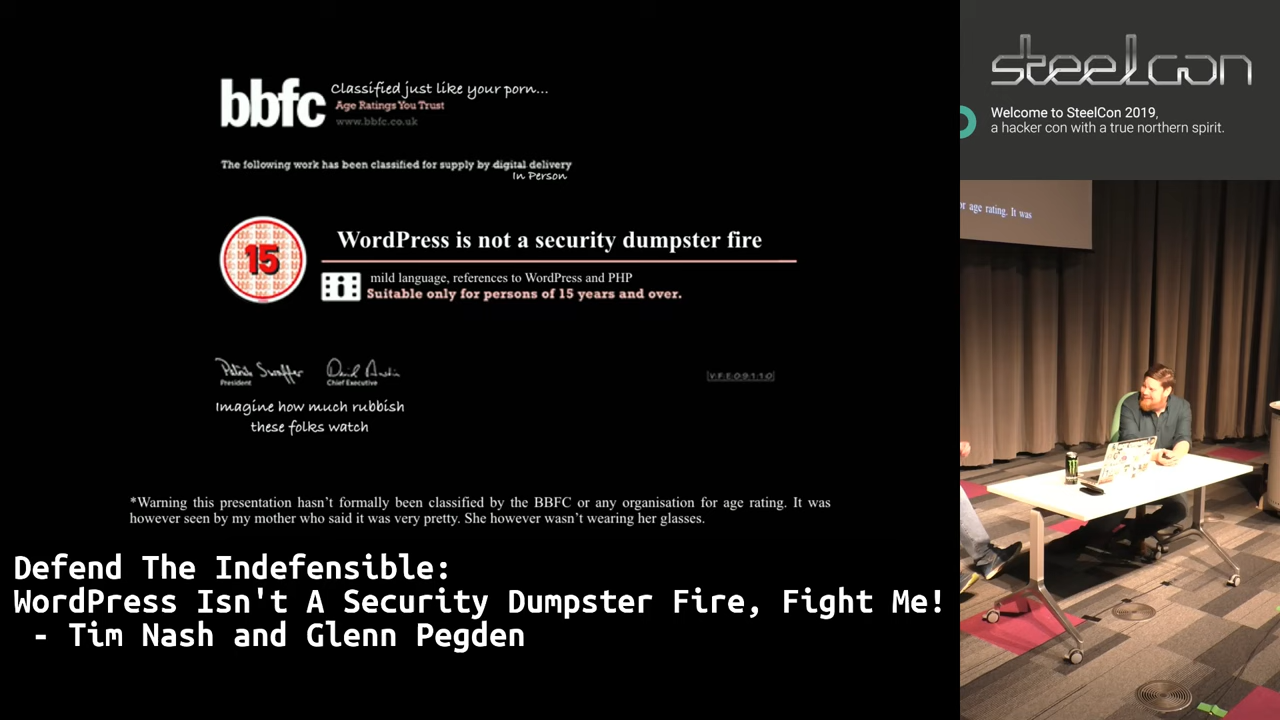 bbfc
Classified just like your porn...
Age Ratings You Trust
www.bbfc.co.uk
The following work has been classified for supply by digital delivery
In Person
15
WordPress is not a security dumpster fire
mild language, references to WordPress and PHP
Suitable only for persons of 15 years and over.
President
Chief Executive
Imagine how much rubbish
these folks watch
*Warning this presentation hasn't formally been classified by the BBFC or any organisation for age rating. It was
however seen by my mother who said it was very pretty. She however wasn't wearing her glasses.
Defend The Indefensible:
WordPress Isn't A Security Dumpster Fire, Fight Me!
- Tim Nash and Glenn Pegden
steelcon
Welcome to SteelCon 2019,
a hacker con with a true northern spirit.
or age rating. It was